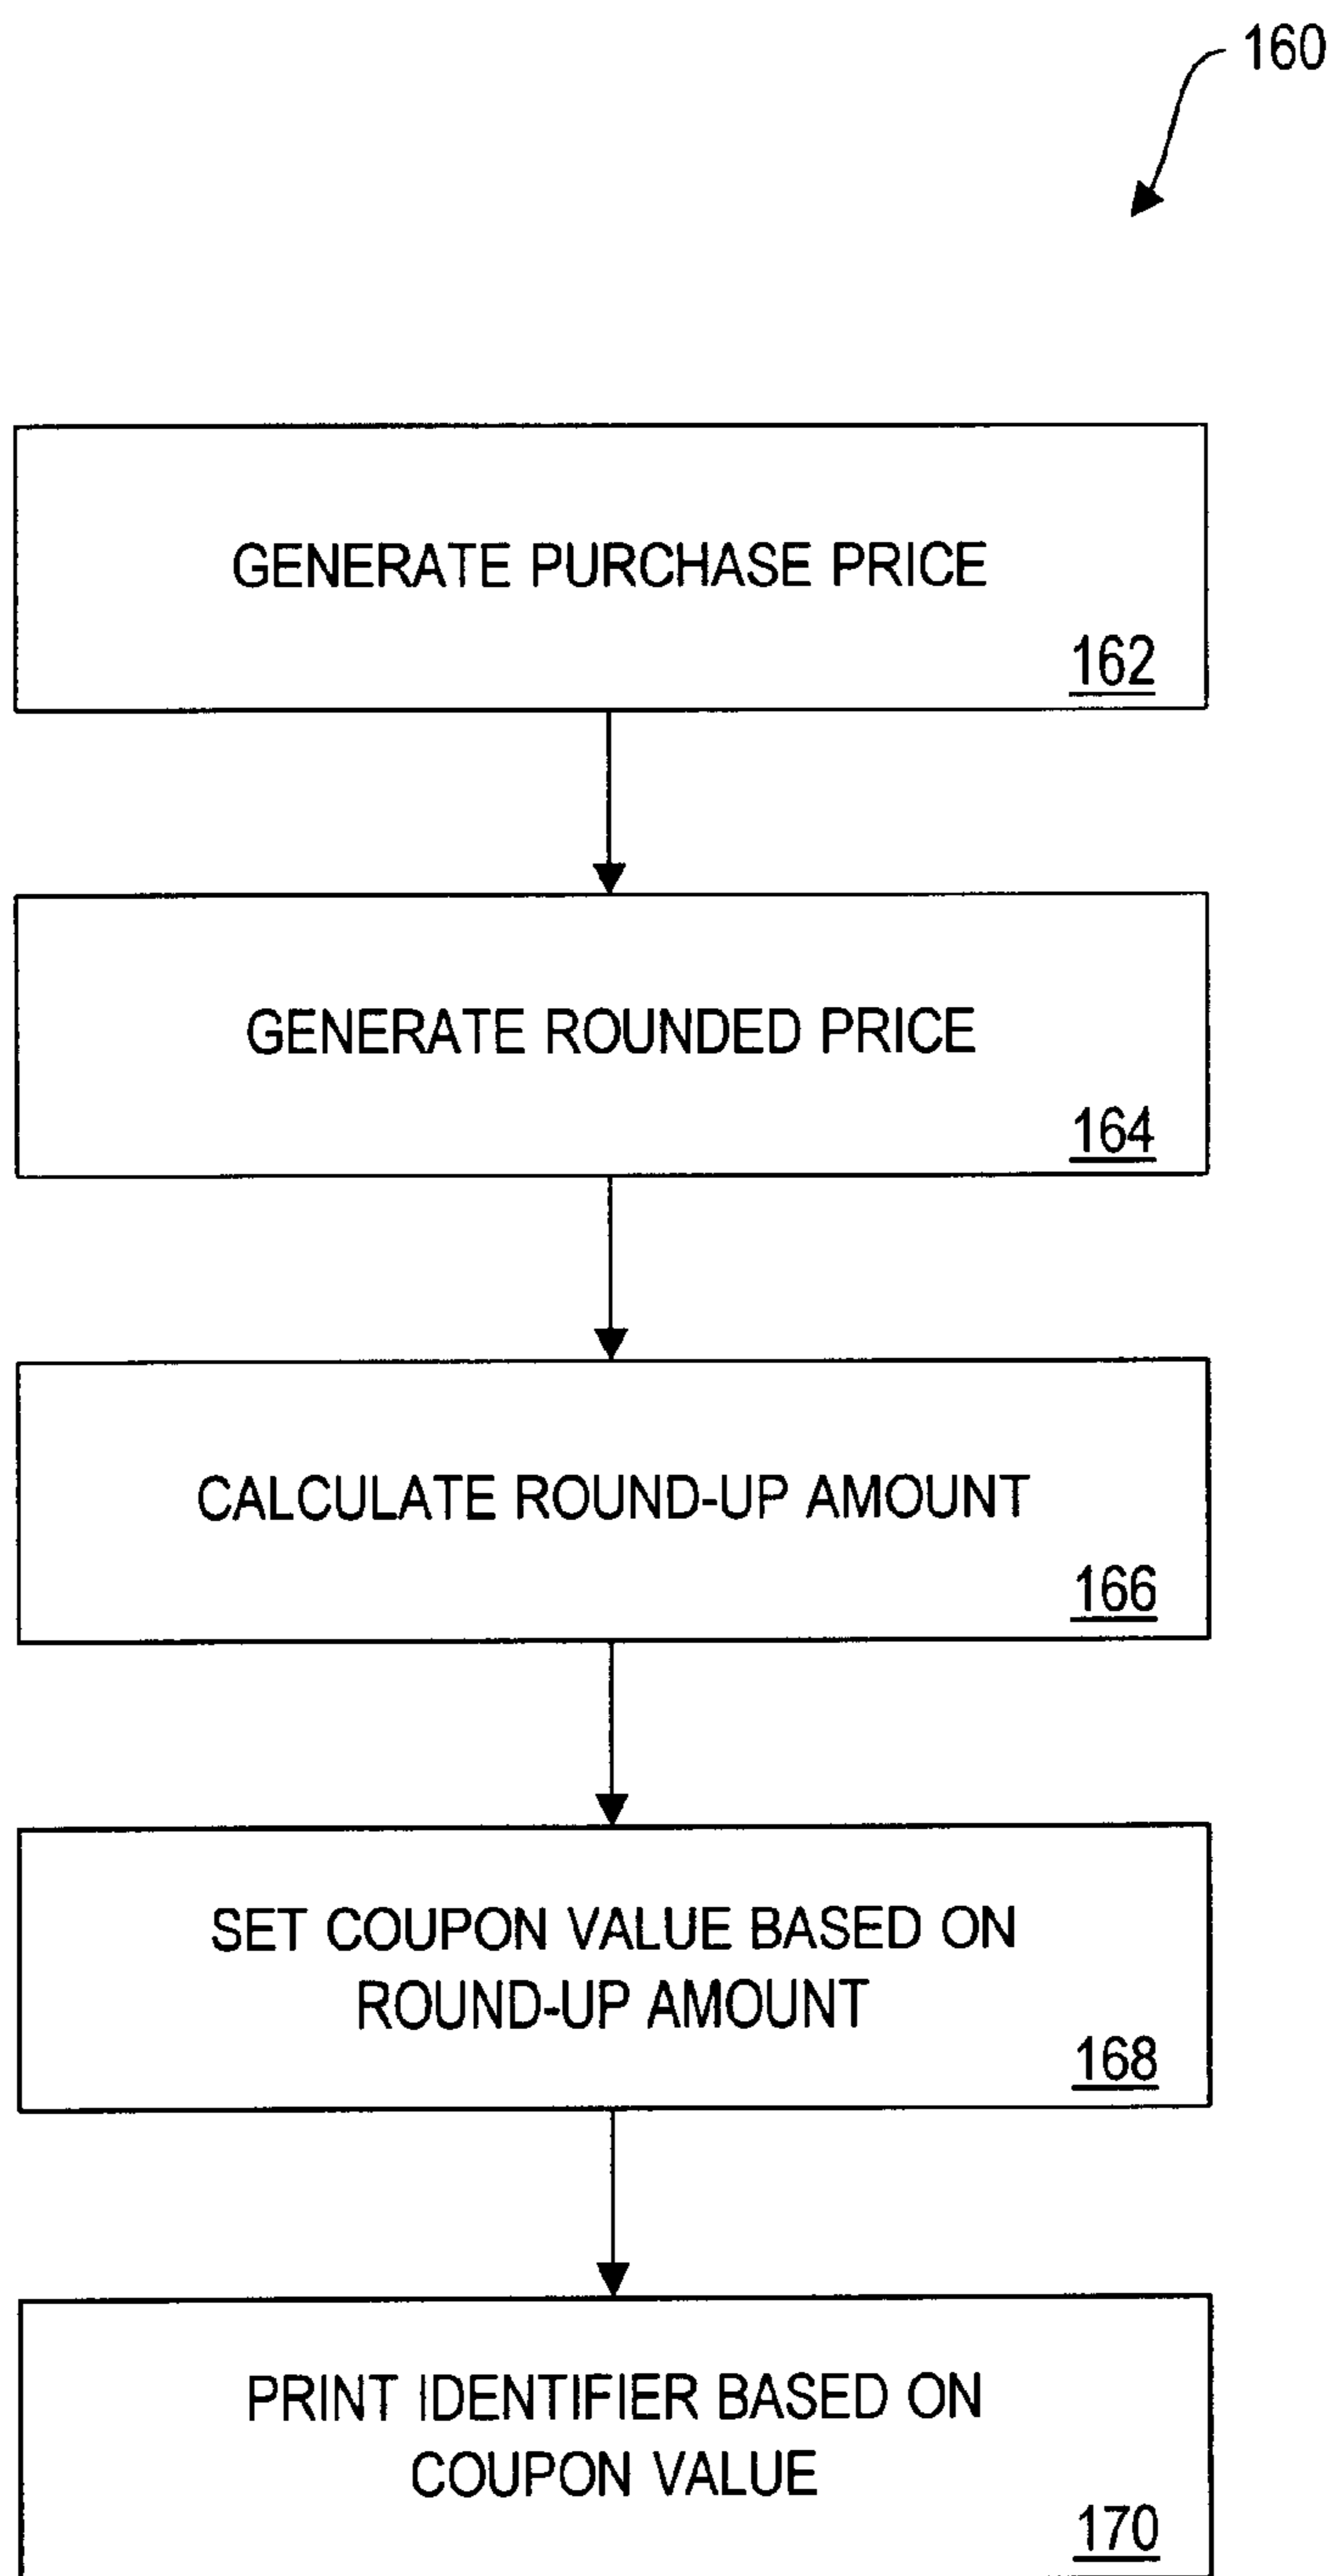 160
GENERATE PURCHASE PRICE
162
GENERATE ROUNDED PRICE
164
CALCULATE ROUND-UP AMOUNT
166
SET COUPON VALUE BASED ON
ROUND-UP AMOUNT
168
PRINT IDENTIFIER BASED ON
COUPON VALUE
170